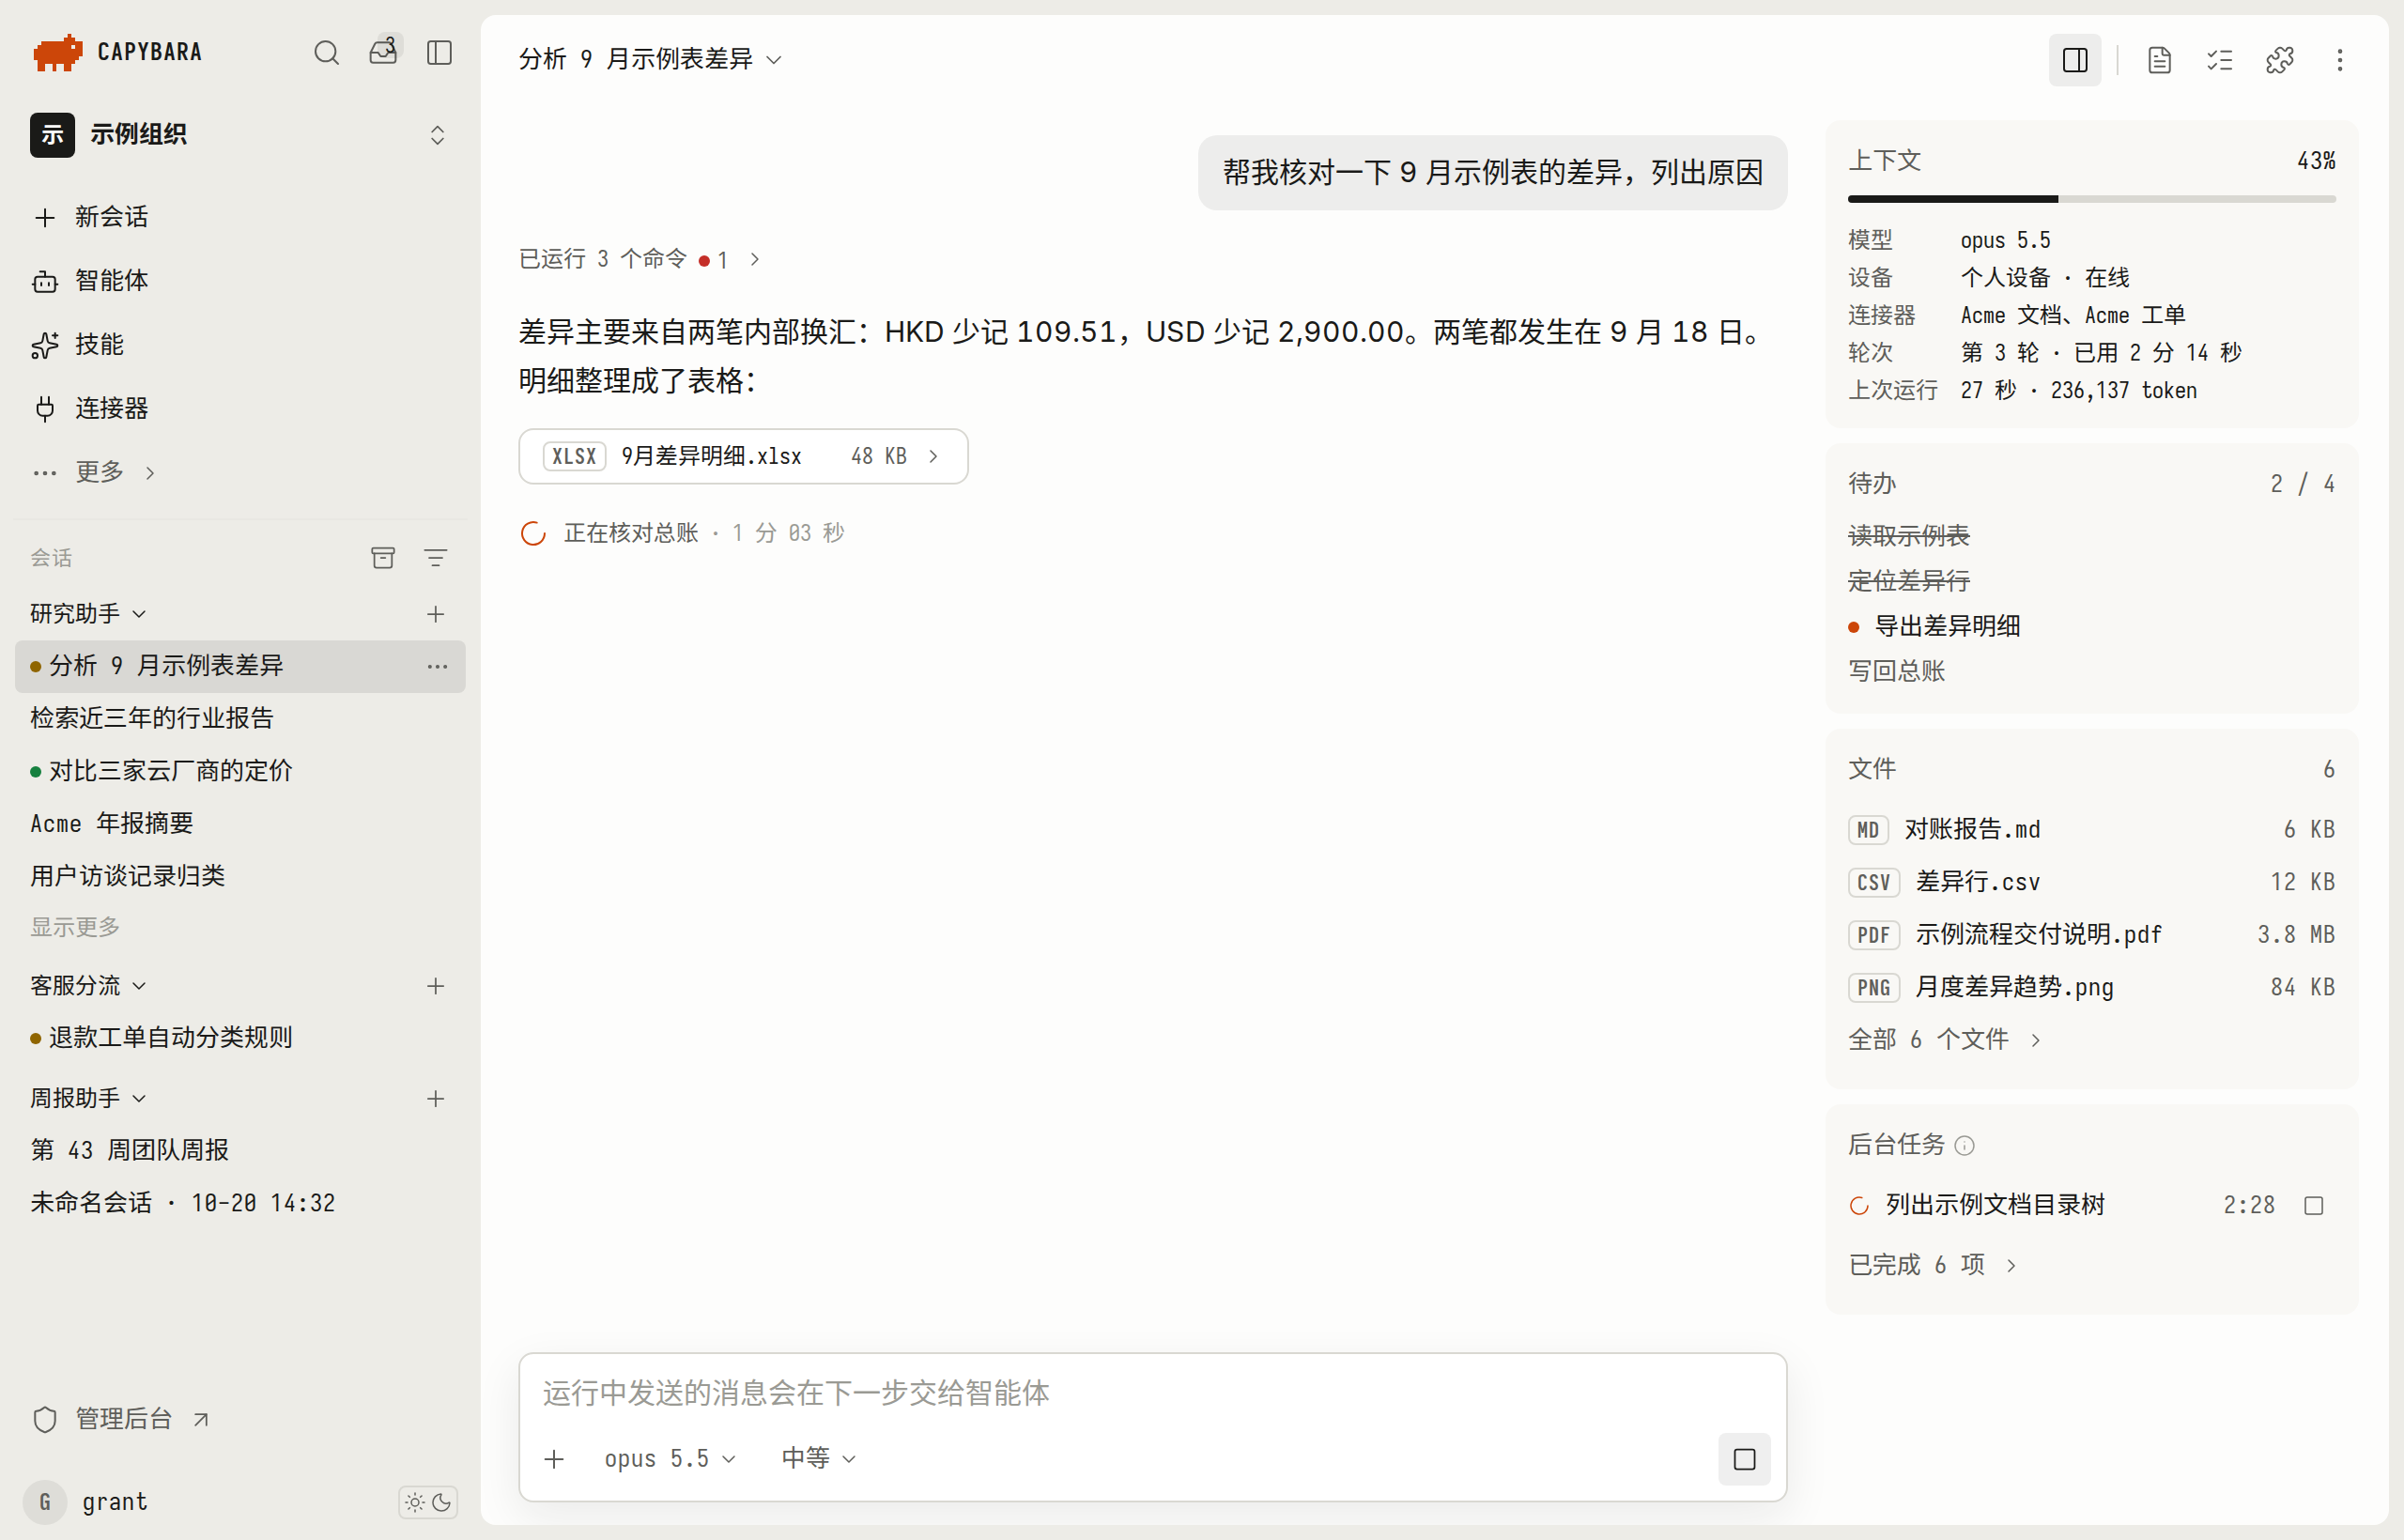 CAPYBARA
3
示 示例组织
新会话
智能体
技能
连接器
更多
会话
研究助手
分析 9 月示例表差异
检索近三年的行业报告
对比三家云厂商的定价
Acme 年报摘要
用户访谈记录归类
显示更多
客服分流
退款工单自动分类规则
周报助手
第 43 周团队周报
未命名会话 · 10-20 14:32
管理后台
G grant
分析 9 月示例表差异
帮我核对一下 9 月示例表的差异，列出原因
已运行 3 个命令 1
差异主要来自两笔内部换汇：HKD 少记 109.51，USD 少记 2,900.00。两笔都发生在 9 月 18 日。
明细整理成了表格：
XLSX 9月差异明细.xlsx 48 KB
正在核对总账 · 1 分 03 秒
运行中发送的消息会在下一步交给智能体
opus 5.5 中等
上下文 43%
模型 opus 5.5
设备 个人设备 · 在线
连接器 Acme 文档、Acme 工单
轮次 第 3 轮 · 已用 2 分 14 秒
上次运行 27 秒 · 236,137 token
待办 2 / 4
读取示例表
定位差异行
导出差异明细
写回总账
文件 6
MD 对账报告.md 6 KB
CSV 差异行.csv 12 KB
PDF 示例流程交付说明.pdf 3.8 MB
PNG 月度差异趋势.png 84 KB
全部 6 个文件
后台任务
列出示例文档目录树 2:28
已完成 6 项